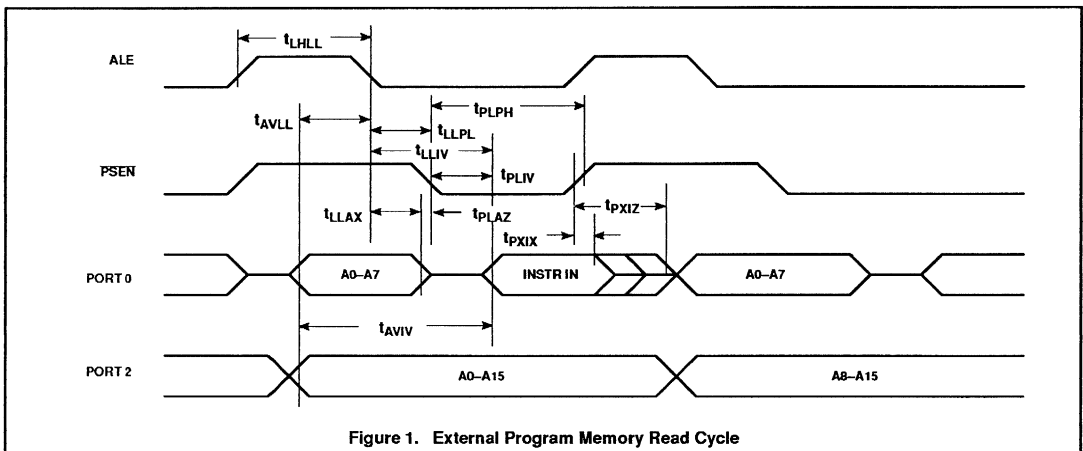 tLHLL
ALE
tPLPH
tAVLL
tLLPL
tLLIV
PSEN
tPLIV
tLLAX
tPLAZ
tPXIZ
tPXIX
PORT 0
A0–A7
INSTR IN
A0–A7
tAVIV
PORT 2
A0–A15
A8–A15
Figure 1. External Program Memory Read Cycle